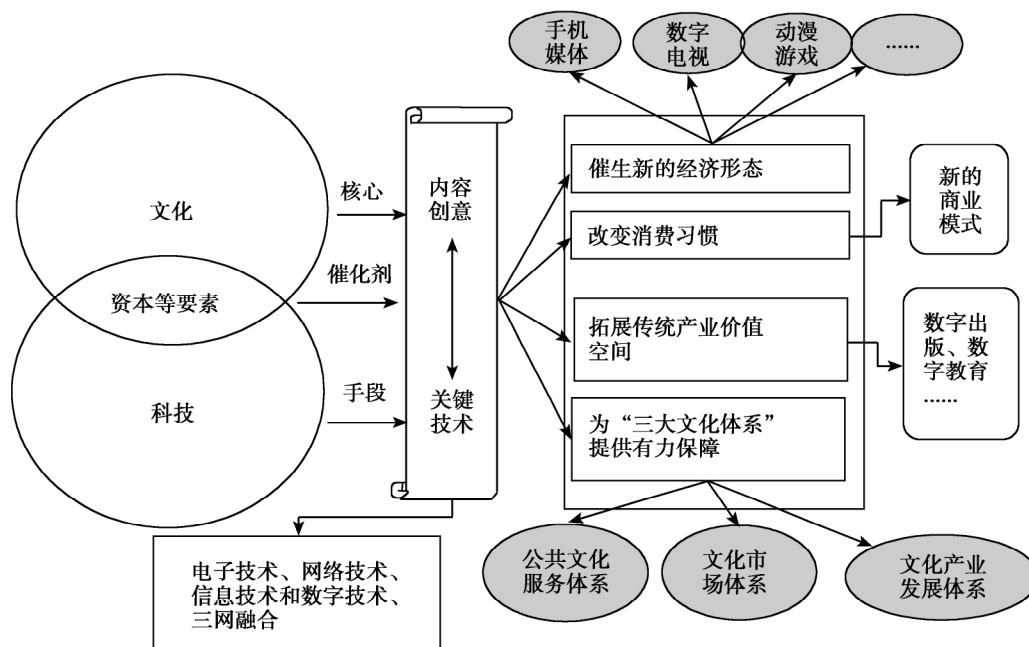 手机
媒体
数字
电视
动漫
游戏
……
文化
资本等要素
科技
核心
催化剂
手段
内容
创意
关键
技术
催生新的经济形态
改变消费习惯
拓展传统产业价值
空间
为“三大文化体系”
提供有力保障
新的
商业
模式
数字出
版、数
字教育
……
电子技术、网络技术、
信息技术和数字技术、
三网融合
公共文化
服务体系
文化市
场体系
文化产业
发展体系